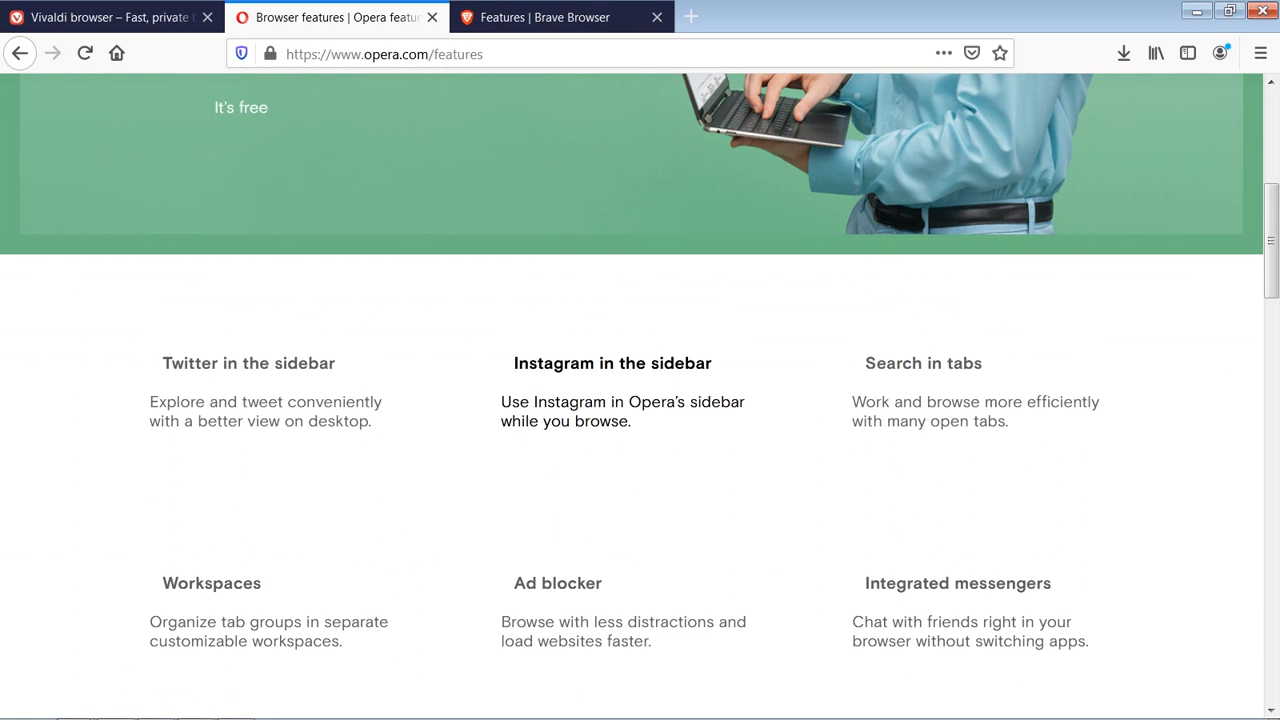 Vivaldi browser – Fast, private
Browser features | Opera featur
Features | Brave Browser
https://www.opera.com/features
It's free
Twitter in the sidebar
Explore and tweet conveniently
with a better view on desktop.
Instagram in the sidebar
Use Instagram in Opera's sidebar
while you browse.
Search in tabs
Work and browse more efficiently
with many open tabs.
Workspaces
Organize tab groups in separate
customizable workspaces.
Ad blocker
Browse with less distractions and
load websites faster.
Integrated messengers
Chat with friends right in your
browser without switching apps.